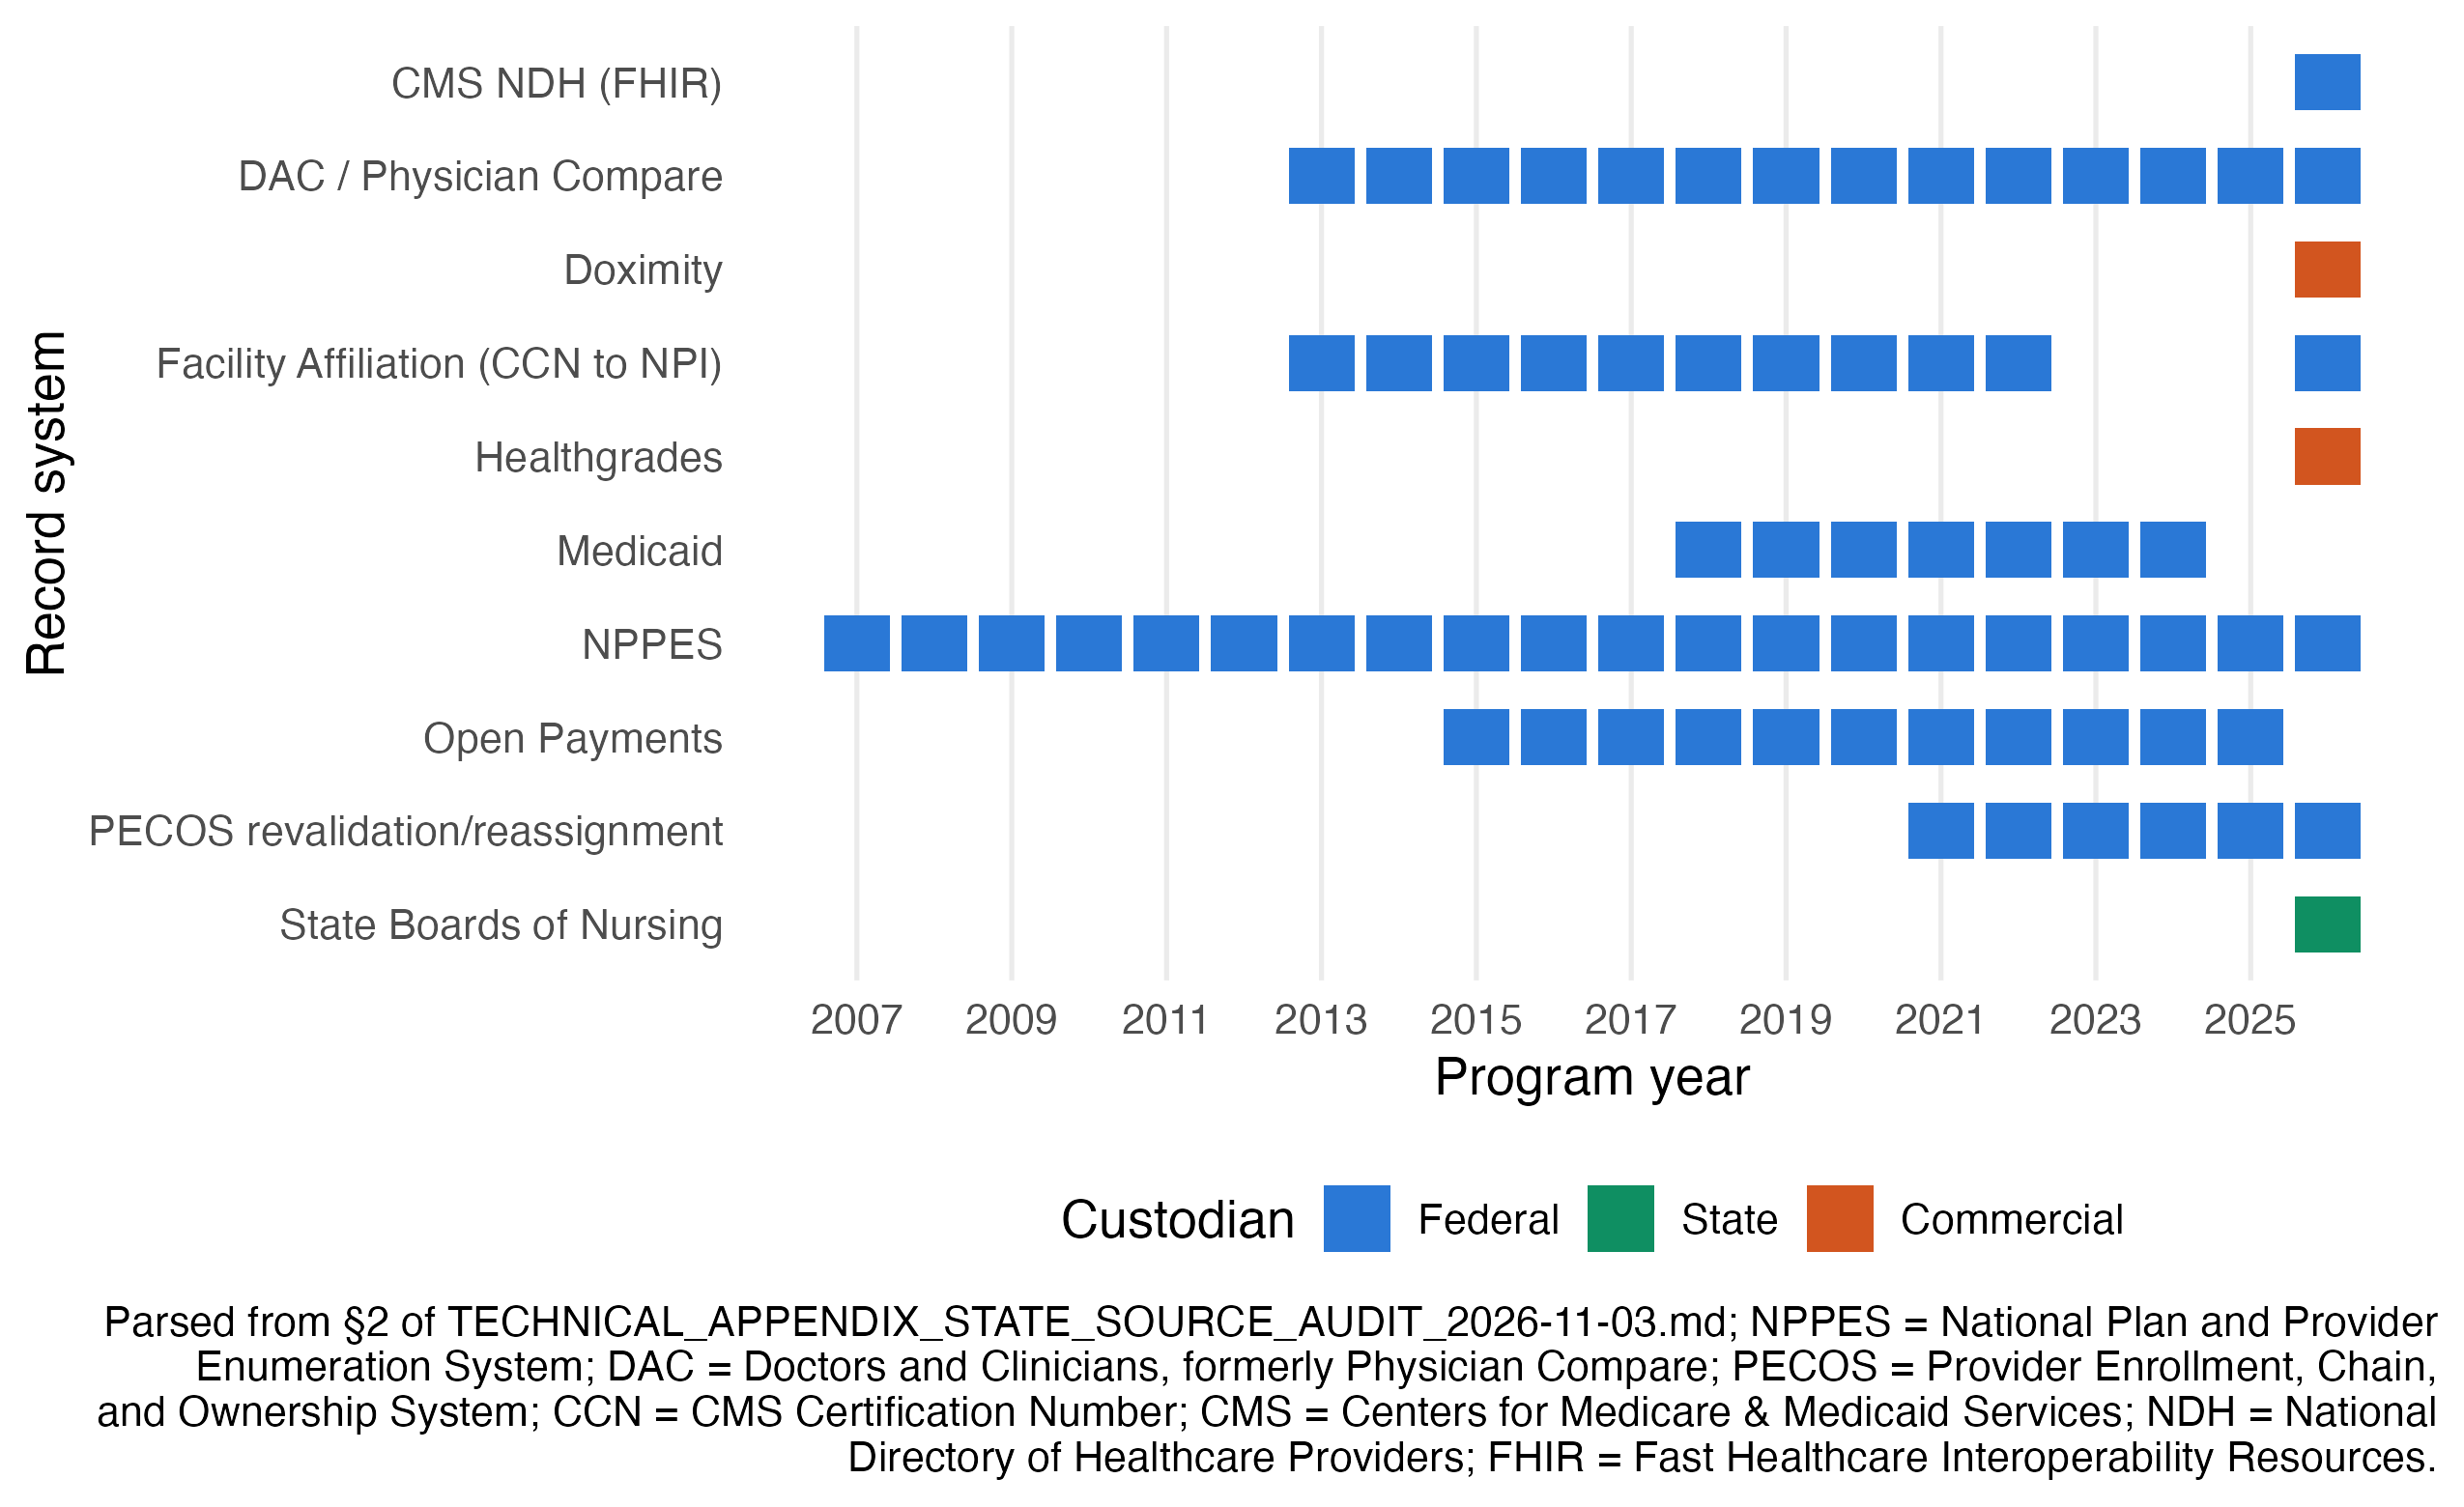 CMS NDH (FHIR)
DAC / Physician Compare
Doximity
Facility Affiliation (CCN to NPI)
Healthgrades
Medicaid
NPPES
Open Payments
PECOS revalidation/reassignment
State Boards of Nursing
Record system
2007 2009 2011 2013 2015 2017 2019 2021 2023 2025
Program year
Custodian Federal State Commercial
Parsed from §2 of TECHNICAL_APPENDIX_STATE_SOURCE_AUDIT_2026-11-03.md; NPPES = National Plan and Provider
Enumeration System; DAC = Doctors and Clinicians, formerly Physician Compare; PECOS = Provider Enrollment, Chain,
and Ownership System; CCN = CMS Certification Number; CMS = Centers for Medicare & Medicaid Services; NDH = National
Directory of Healthcare Providers; FHIR = Fast Healthcare Interoperability Resources.